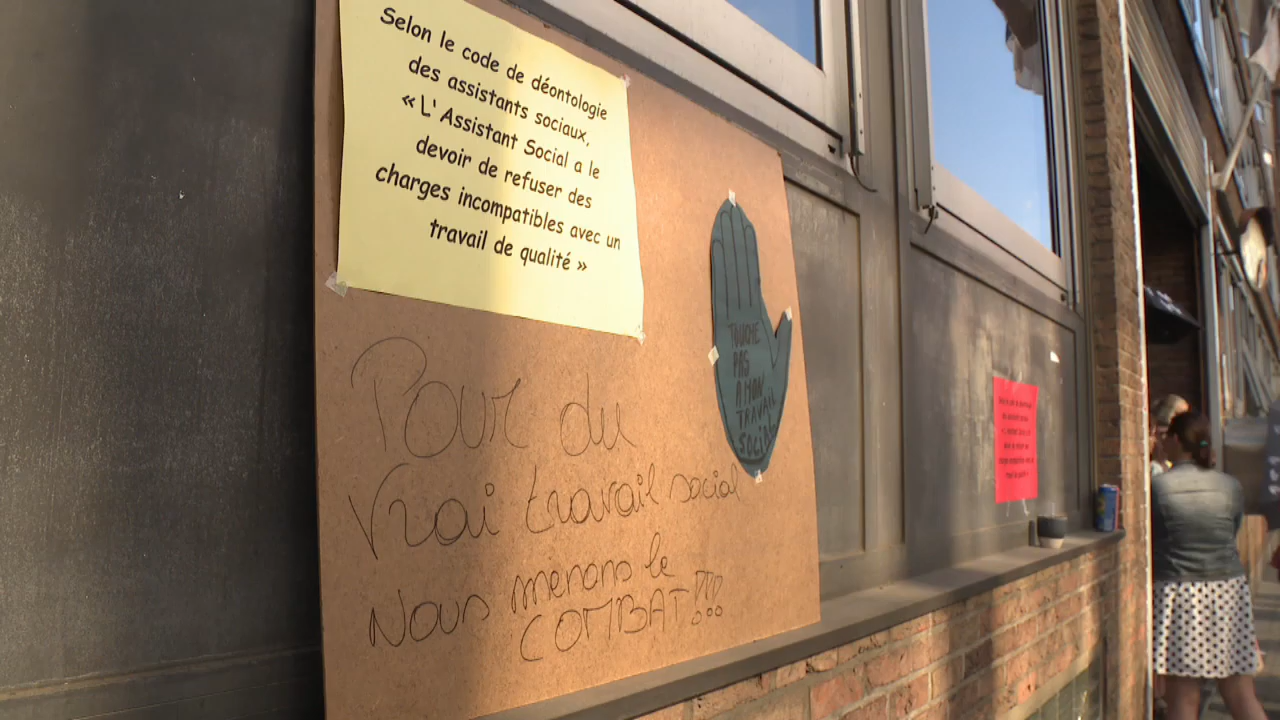 Selon le code de déontologie
des assistants sociaux,
« L'Assistant Social a le
devoir de refuser des
charges incompatibles avec un
travail de qualité »
TOUCHE
PAS
A MON
TRAVAIL
SOCIAL
Pour du
Vrai travail social
Nous menons le
COMBAT !!!